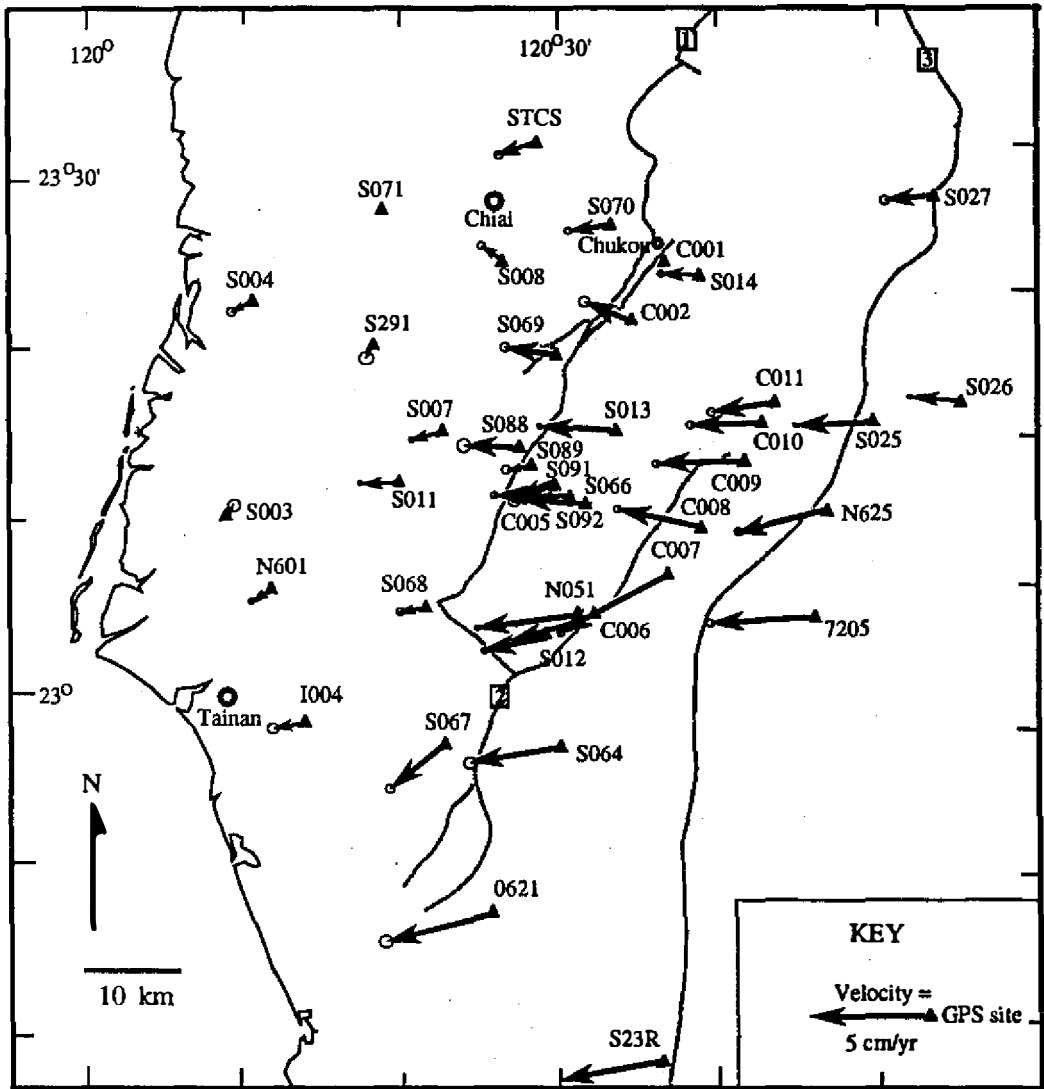 1
120°
120°30'
3
STCS
23°30'
S071
S027
Chiai
S070
Chukou
C001
S008
S014
S004
C002
S291
S069
C011
S026
S007
S088
S013
C010
S025
S089
S091
C009
S011
S066
S003
C005
S092
C008
N625
C007
N601
S068
N051
C006
7205
S012
23°
2
I004
Tainan
S067
S064
N
0621
KEY
10 km
Velocity =
GPS site
5 cm/yr
S23R